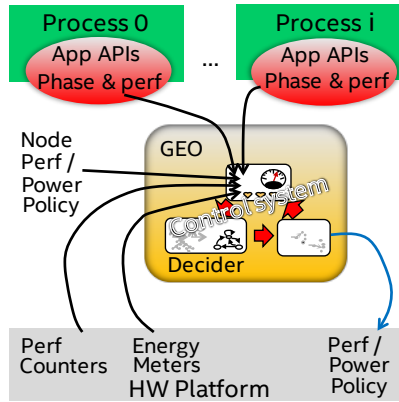 Process 0
Process i
App APIs
Phase & perf
...
App APIs
Phase & perf
Node
Perf /
Power
Policy
GEO
Control system
Decider
Perf
Counters
Energy
Meters
HW Platform
Perf /
Power
Policy